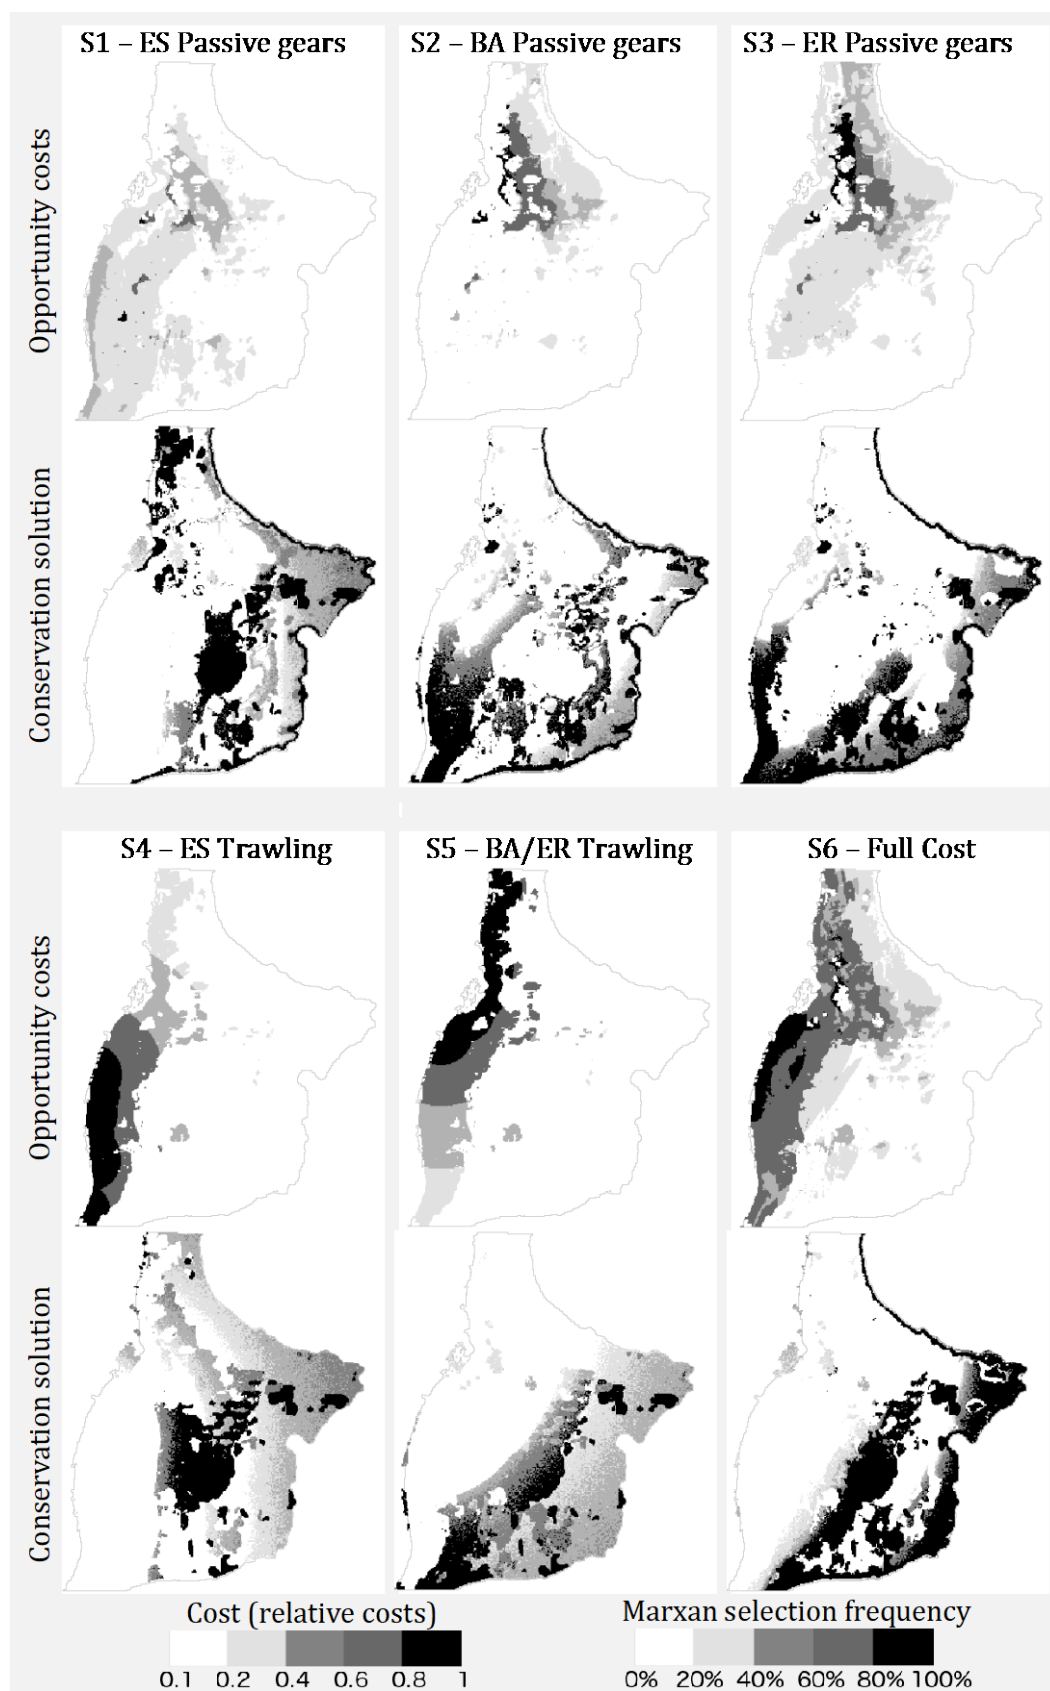 S1 – ES Passive gears
S2 – BA Passive gears
S3 – ER Passive gears
Opportunity costs
Conservation solution
S4 – ES Trawling
S5 – BA/ER Trawling
S6 – Full Cost
Opportunity costs
Conservation solution
Cost (relative costs)
Marxan selection frequency
0.1 0.2 0.4 0.6 0.8 1
0% 20% 40% 60% 80% 100%